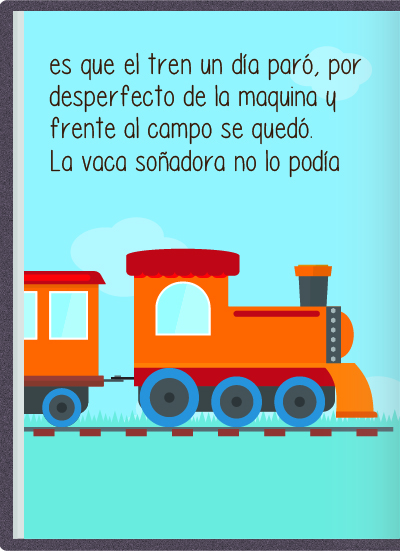 es que el tren un día paró, por
desperfecto de la maquina y
frente al campo se quedó.
La vaca soñadora no lo podía